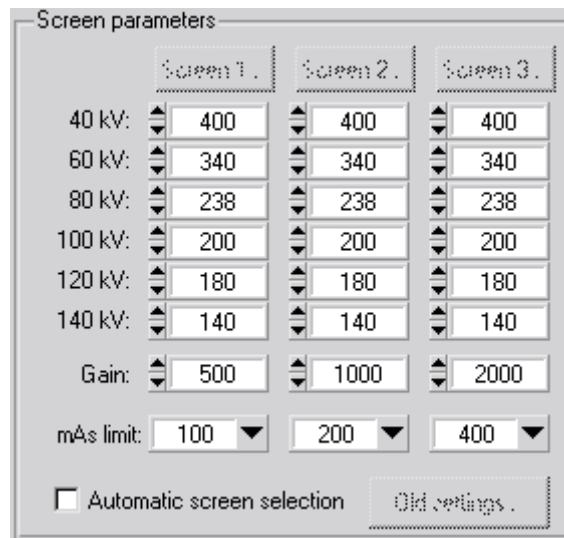 Screen parameters
Screen 1. Screen 2. Screen 3.
40 kV: 400 400 400
60 kV: 340 340 340
80 kV: 238 238 238
100 kV: 200 200 200
120 kV: 180 180 180
140 kV: 140 140 140
Gain: 500 1000 2000
mAs limit: 100 200 400
Automatic screen selection Old settings.